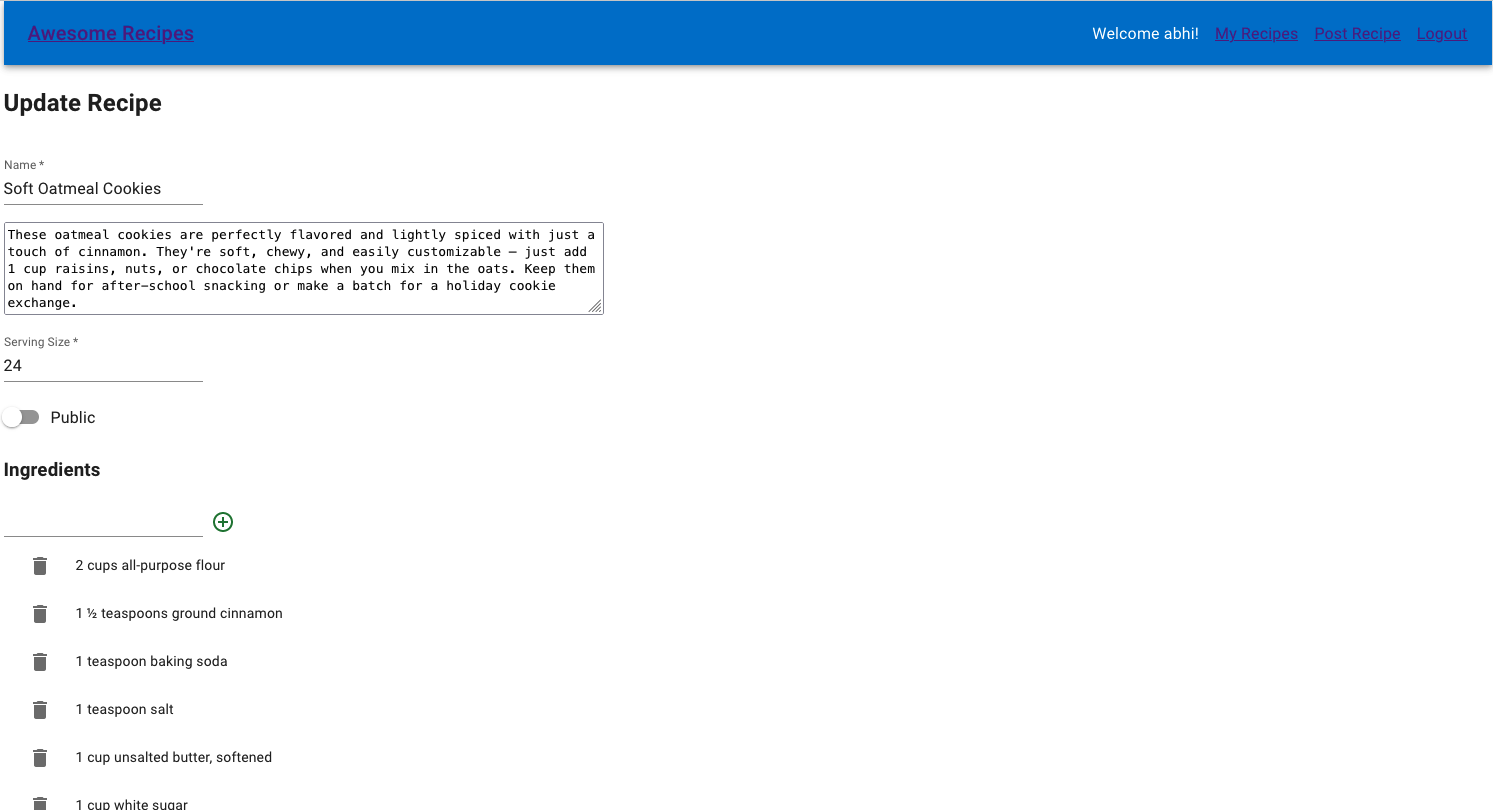 Awesome Recipes
Welcome abhi! My Recipes Post Recipe Logout
Update Recipe
Name *
Soft Oatmeal Cookies
These oatmeal cookies are perfectly flavored and lightly spiced with just a
touch of cinnamon. They're soft, chewy, and easily customizable — just add
1 cup raisins, nuts, or chocolate chips when you mix in the oats. Keep them
on hand for after-school snacking or make a batch for a holiday cookie
exchange.
Serving Size *
24
Public
Ingredients
2 cups all-purpose flour
1 ½ teaspoons ground cinnamon
1 teaspoon baking soda
1 teaspoon salt
1 cup unsalted butter, softened
1 cup white sugar